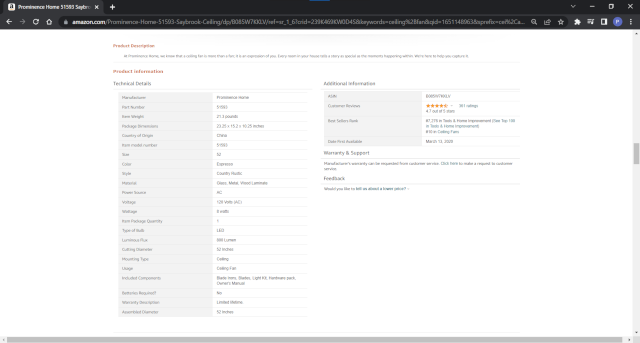 Prominence Home 51593 Saybro
amazon.com/Prominence-Home-51593-Saybrook-Ceiling/dp/B085W7KKLV/ref=sr_1_6?crid=239K469KW0D4S&keywords=ceiling%28fan&qid=1651148963&sprefix=cei%2Ca...
Product Description
At Prominence Home, we know that a ceiling fan is more than a fan: it is an expression of you. Every room in your house tells a story as special as the moments happening within. We're here to help you capture it.
Product information
Technical Details
Manufacturer Prominence Home
Part Number 51593
Item Weight 21.3 pounds
Package Dimensions 23.25 x 15.2 x 10.25 inches
Country of Origin China
Item model number 51593
Size 52
Color Espresso
Style Country Rustic
Material Glass, Metal, Wood Laminate
Power Source AC
Voltage 120 Volts (AC)
Wattage 9 watts
Item Package Quantity 1
Type of Bulb LED
Luminous Flux 800 Lumen
Cutting Diameter 52 Inches
Mounting Type Ceiling
Usage Ceiling Fan
Included Components Blade Arms, Blades, Light Kit, Hardware pack,
Owner's Manual
Batteries Required? No
Warranty Description Limited lifetime
Assembled Diameter 52 Inches
Additional Information
ASIN B085W7KKLV
Customer Reviews 361 ratings
4.7 out of 5 stars
Best Sellers Rank #7,279 in Tools & Home Improvement (See Top 100
in Tools & Home Improvement)
in Ceiling Fans
Date First Available March 12, 2020
Warranty & Support
Manufacturer's warranty can be requested from customer service. Click here to make a request to customer
service.
Feedback
Would you like to tell us about a lower price?